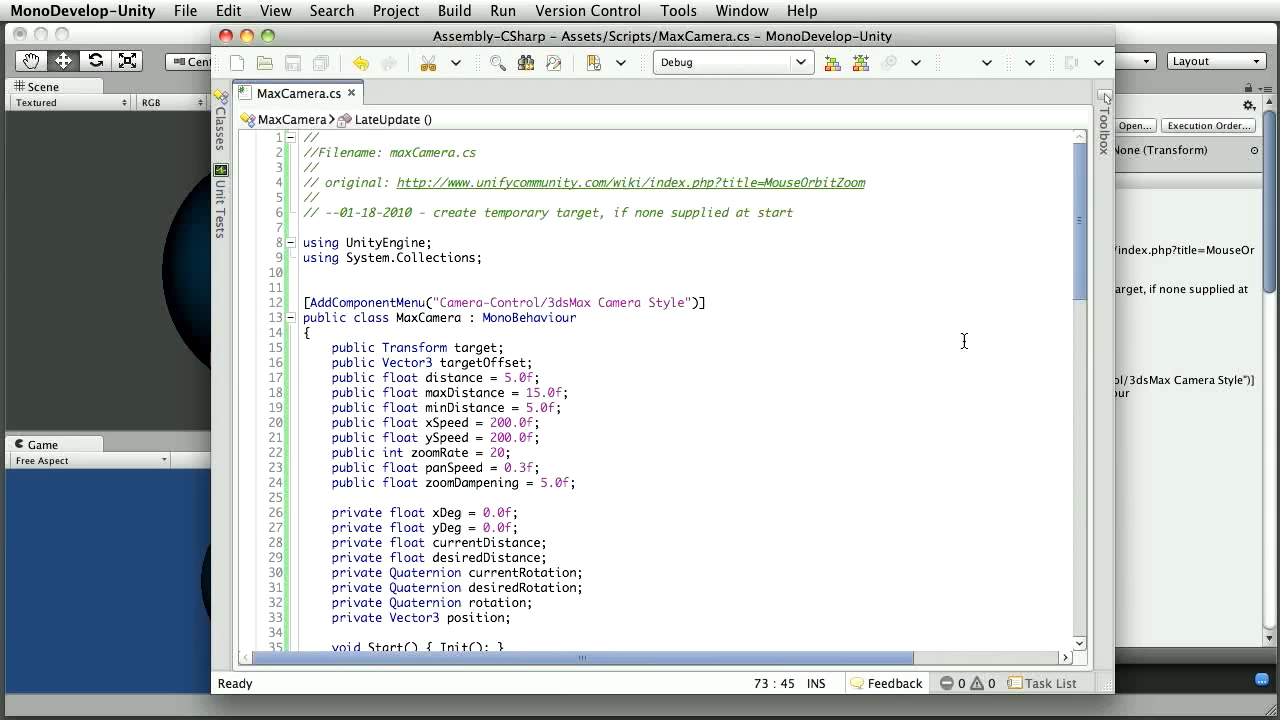 MonoDevelop-Unity File Edit View Search Project Build Run Version Control Tools Window Help
Assembly-CSharp - Assets/Scripts/MaxCamera.cs - MonoDevelop-Unity
Debug
Layout
Scene
Textured RGB
Game
Free Aspect
MaxCamera.cs
MaxCamera LateUpdate ()
Classes
Unit Tests
Toolbox
1 //
2 //Filename: maxCamera.cs
3 //
4 // original: http://www.unifycommunity.com/wiki/index.php?title=MouseOrbitZoom
5 //
6 // --01-18-2010 - create temporary target, if none supplied at start
7
8 using UnityEngine;
9 using System.Collections;
10
11
12 [AddComponentMenu("Camera-Control/3dsMax Camera Style")]
13 public class MaxCamera : MonoBehaviour
14 {
15 public Transform target;
16 public Vector3 targetOffset;
17 public float distance = 5.0f;
18 public float maxDistance = 15.0f;
19 public float minDistance = 5.0f;
20 public float xSpeed = 200.0f;
21 public float ySpeed = 200.0f;
22 public int zoomRate = 20;
23 public float panSpeed = 0.3f;
24 public float zoomDampening = 5.0f;
25
26 private float xDeg = 0.0f;
27 private float yDeg = 0.0f;
28 private float currentDistance;
29 private float desiredDistance;
30 private Quaternion currentRotation;
31 private Quaternion desiredRotation;
32 private Quaternion rotation;
33 private Vector3 position;
34
35 void Start() { Init(); }
Open... Execution Order...
None (Transform)
/index.php?title=MouseOr
arget, if none supplied at
ol/3dsMax Camera Style")]
our
Ready 73 : 45 INS Feedback 0 0 Task List